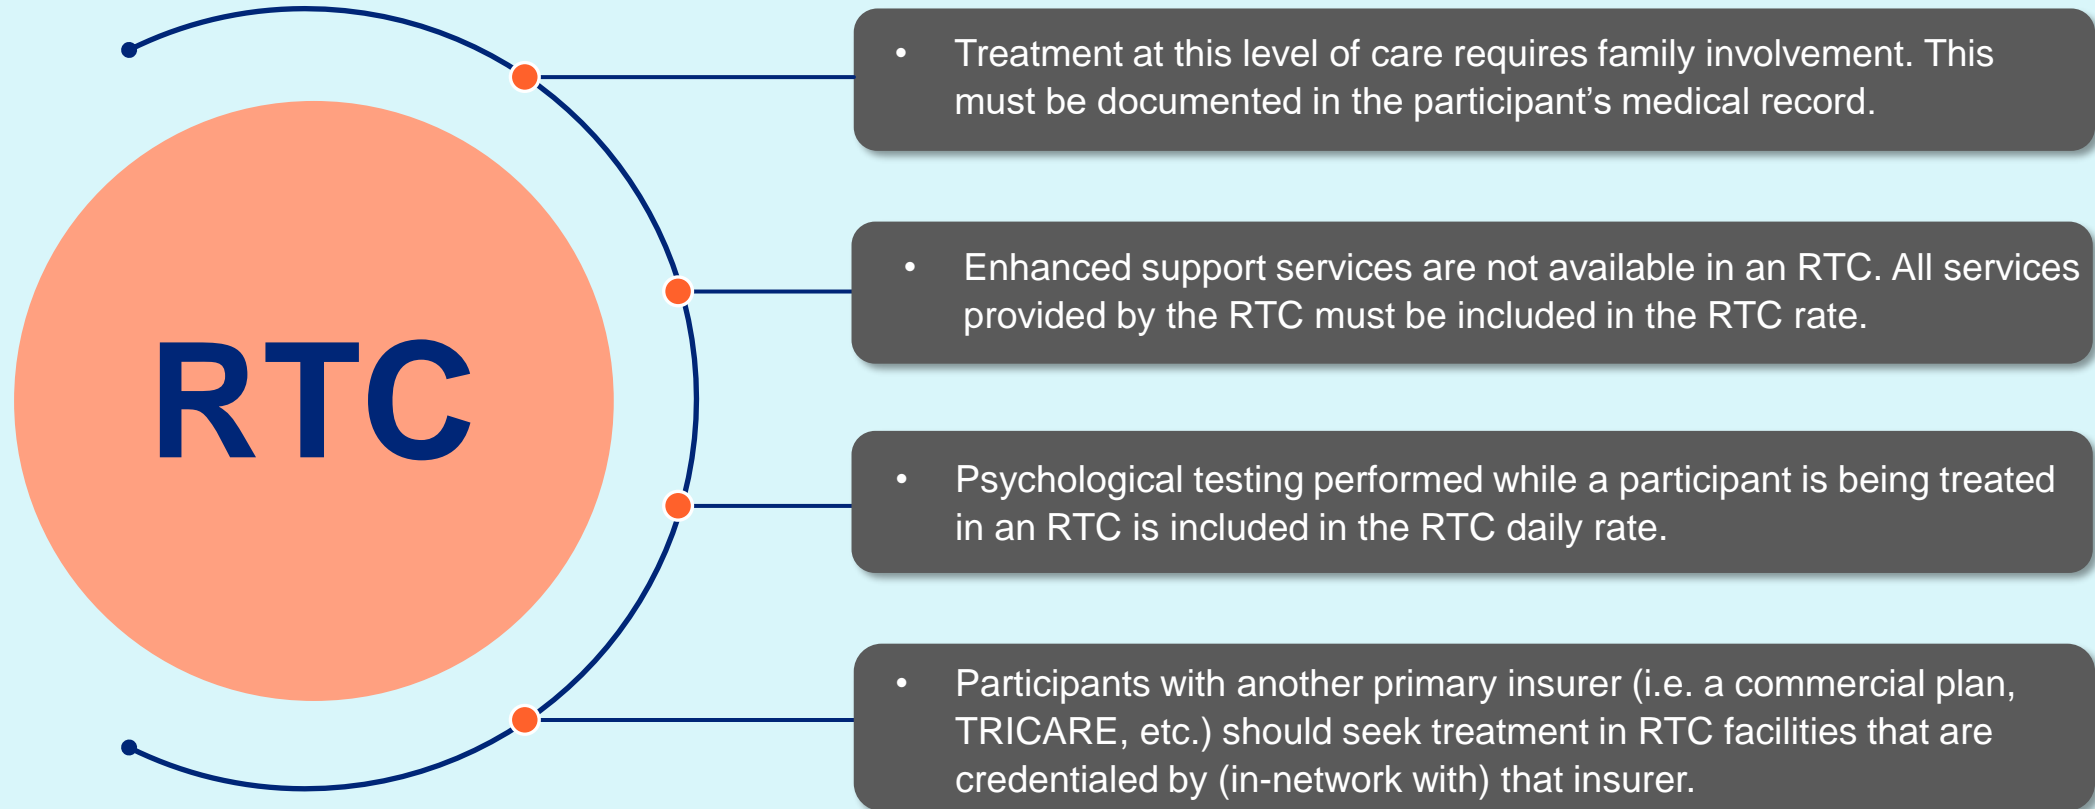 RTC
• Treatment at this level of care requires family involvement. This
must be documented in the participant’s medical record.
• Enhanced support services are not available in an RTC. All services
provided by the RTC must be included in the RTC rate.
• Psychological testing performed while a participant is being treated
in an RTC is included in the RTC daily rate.
• Participants with another primary insurer (i.e. a commercial plan,
TRICARE, etc.) should seek treatment in RTC facilities that are
credentialed by (in-network with) that insurer.